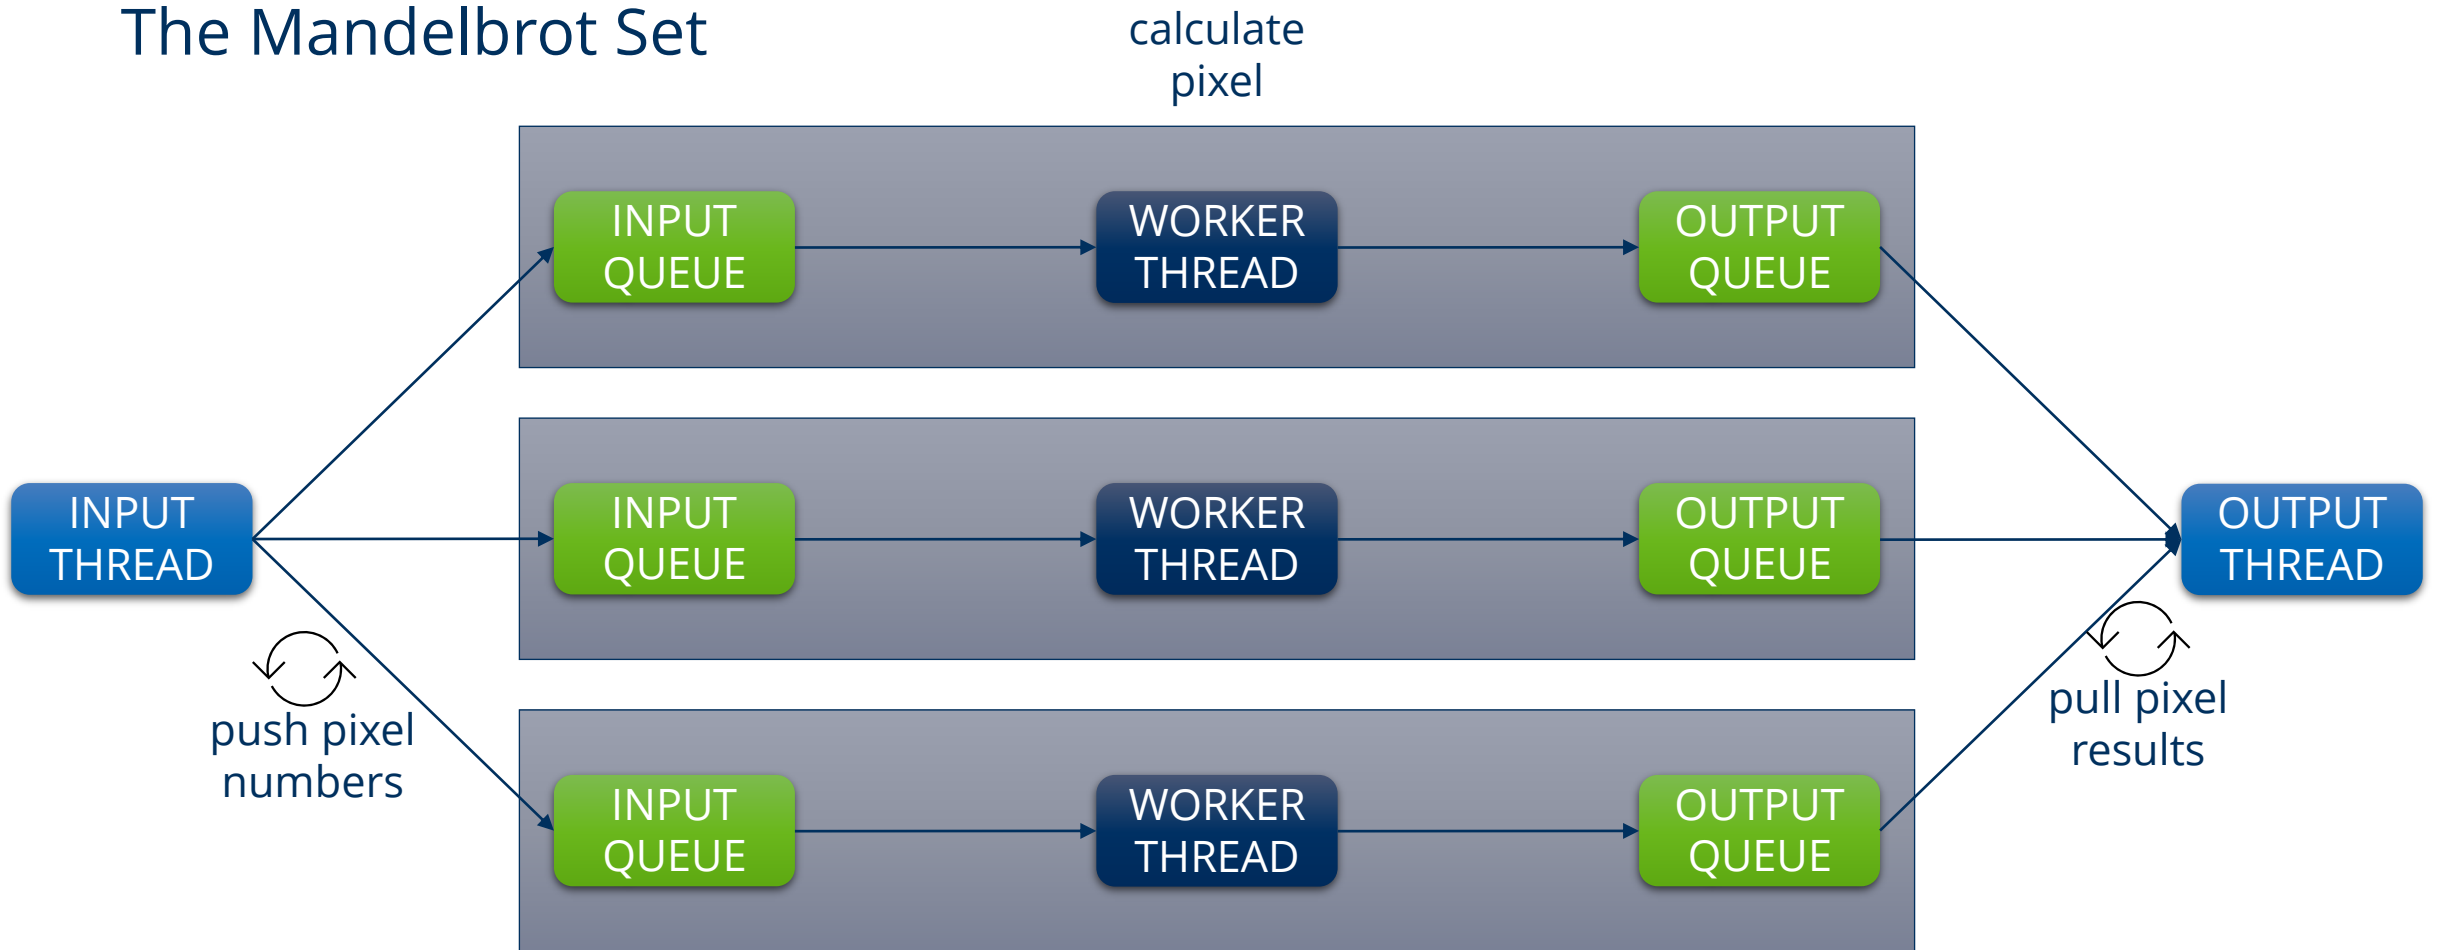 The Mandelbrot Set
calculate
pixel
INPUT
QUEUE
WORKER
THREAD
OUTPUT
QUEUE
INPUT
THREAD
INPUT
QUEUE
WORKER
THREAD
OUTPUT
QUEUE
OUTPUT
THREAD
push pixel
numbers
pull pixel
results
INPUT
QUEUE
WORKER
THREAD
OUTPUT
QUEUE